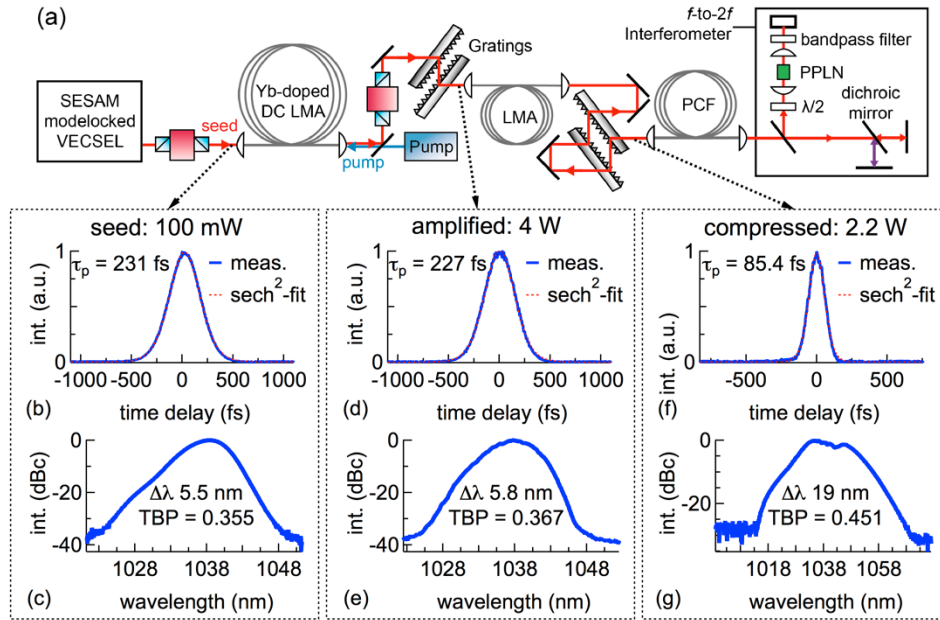 (a)
SESAM
modelocked
VECSEL
seed
Yb-doped
DC LMA
pump
Pump
Gratings
LMA
PCF
f-to-2f
Interferometer
bandpass filter
PPLN
λ/2
dichroic
mirror
seed: 100 mW
τp = 231 fs
meas.
sech²-fit
int. (a.u.)
1
0
-1000 -500 0 500 1000
(b) time delay (fs)
int. (dBc)
0
-20
-40
Δλ 5.5 nm
TBP = 0.355
1028 1038 1048
(c) wavelength (nm)
amplified: 4 W
τp = 227 fs
meas.
sech²-fit
int. (a.u.)
1
0
-1000 -500 0 500 1000
(d) time delay (fs)
int. (dBc)
0
-20
-40
Δλ 5.8 nm
TBP = 0.367
1028 1038 1048
(e) wavelength (nm)
compressed: 2.2 W
τp = 85.4 fs
meas.
sech²-fit
int. (a.u.)
1
0
-500 0 500
(f) time delay (fs)
int. (dBc)
0
-20
Δλ 19 nm
TBP = 0.451
1018 1038 1058
(g) wavelength (nm)